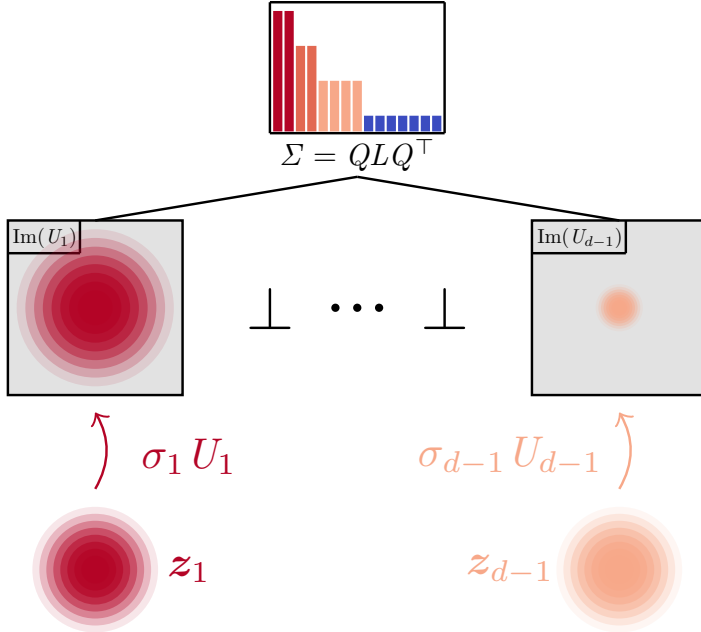 Σ = QLQ^⊤
Im(U_1)
Im(U_{d−1})
⊥ ··· ⊥
σ_1 U_1
σ_{d−1} U_{d−1}
z_1
z_{d−1}